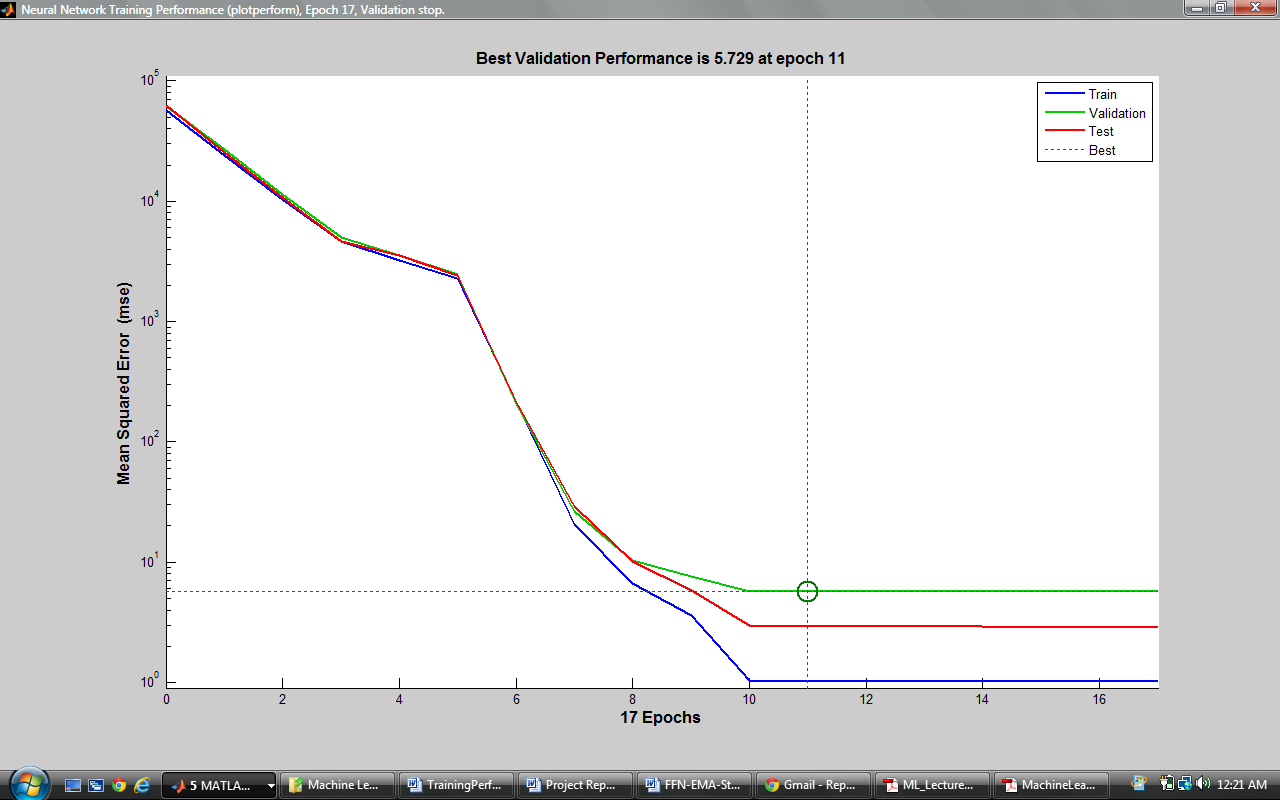 Neural Network Training Performance (plotperform), Epoch 17, Validation stop.
Best Validation Performance is 5.729 at epoch 11
Mean Squared Error (mse)
10^5
10^4
10^3
10^2
10^1
10^0
Train
Validation
Test
Best
0 2 4 6 8 10 12 14 16
17 Epochs
5 MATLA... Machine Le... TrainingPerf... Project Rep... FFN-EMA-St... Gmail - Rep... ML_Lecture... MachineLea... 12:21 AM